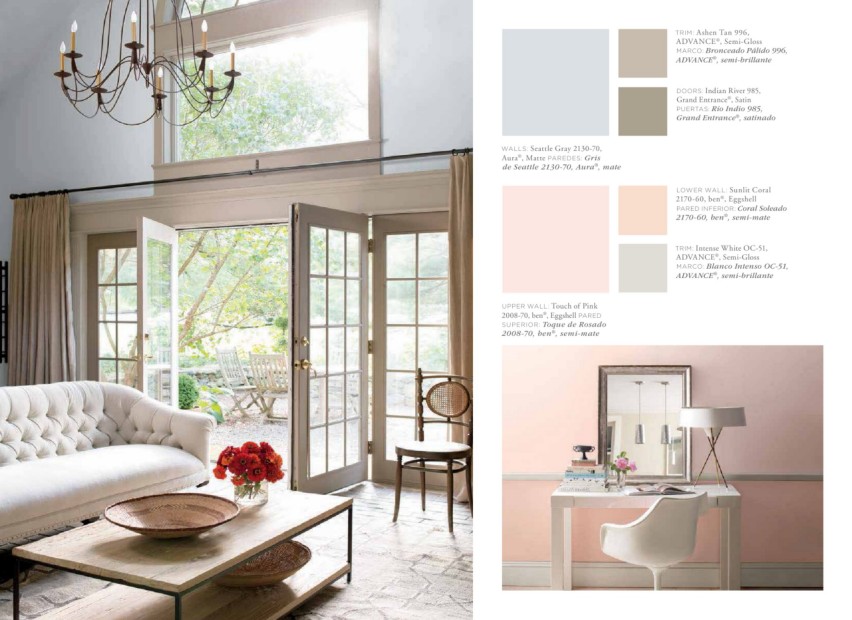 TRIM: Ashen Tan 996,
ADVANCE®, Semi-Gloss
MARCO: Bronceado Pálido 996,
ADVANCE®, semi-brillante
DOORS: Indian River 985,
Grand Entrance®, Satin
PUERTAS: Río Indio 985,
Grand Entrance®, satinado
WALLS: Seattle Gray 2130-70,
Aura®, Matte PAREDES: Gris
de Seattle 2130-70, Aura®, mate
LOWER WALL: Sunlit Coral
2170-60, ben®, Eggshell
PARED INFERIOR: Coral Soleado
2170-60, ben®, semi-mate
TRIM: Intense White OC-51,
ADVANCE®, Semi-Gloss
MARCO: Blanco Intenso OC-51,
ADVANCE®, semi-brillante
UPPER WALL: Touch of Pink
2008-70, ben®, Eggshell PARED
SUPERIOR: Toque de Rosado
2008-70, ben®, semi-mate